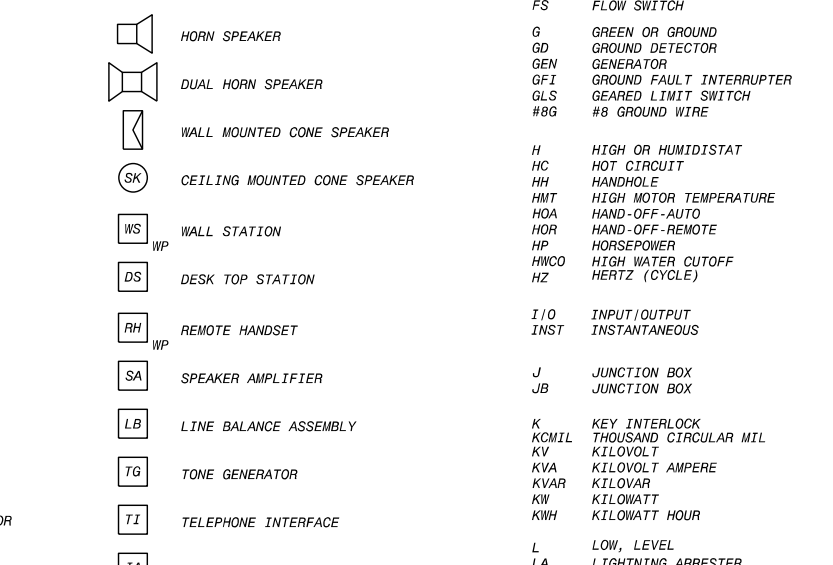 HORN SPEAKER
DUAL HORN SPEAKER
WALL MOUNTED CONE SPEAKER
SK CEILING MOUNTED CONE SPEAKER
WS WP WALL STATION
DS DESK TOP STATION
RH WP REMOTE HANDSET
SA SPEAKER AMPLIFIER
LB LINE BALANCE ASSEMBLY
TG TONE GENERATOR
OR
TI TELEPHONE INTERFACE
FS FLOW SWITCH
G GREEN OR GROUND
GD GROUND DETECTOR
GEN GENERATOR
GFI GROUND FAULT INTERRUPTER
GLS GEARED LIMIT SWITCH
#8G #8 GROUND WIRE
H HIGH OR HUMIDISTAT
HC HOT CIRCUIT
HH HANDHOLE
HMT HIGH MOTOR TEMPERATURE
HOA HAND-OFF-AUTO
HOR HAND-OFF-REMOTE
HP HORSEPOWER
HWCO HIGH WATER CUTOFF
HZ HERTZ (CYCLE)
I/O INPUT/OUTPUT
INST INSTANTANEOUS
J JUNCTION BOX
JB JUNCTION BOX
K KEY INTERLOCK
KCMIL THOUSAND CIRCULAR MIL
KV KILOVOLT
KVA KILOVOLT AMPERE
KVAR KILOVAR
KW KILOWATT
KWH KILOWATT HOUR
L LOW, LEVEL
LA LIGHTNING ARRESTER